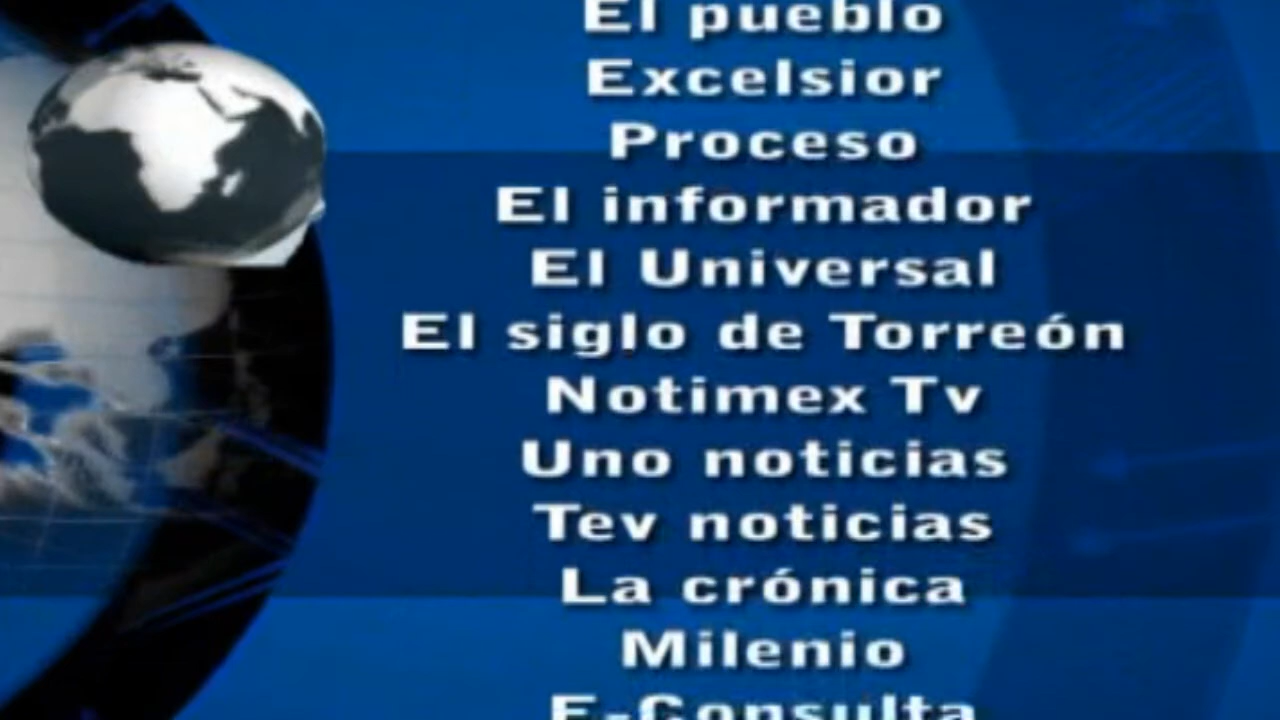 El pueblo
Excelsior
Proceso
El informador
El Universal
El siglo de Torreón
Notimex Tv
Uno noticias
Tev noticias
La crónica
Milenio
E-Consulta